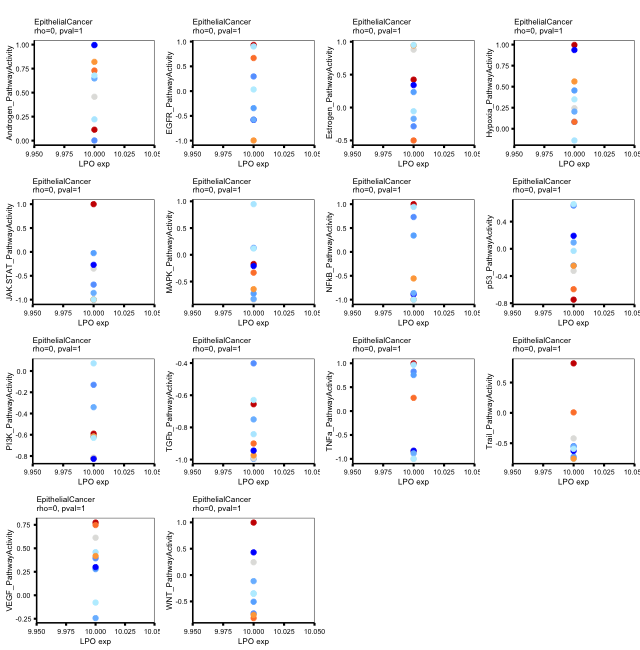 EpithelialCancer
rho=0, pval=1
Androgen_PathwayActivity
1.00
0.75
0.50
0.25
0.00
9.950 9.975 10.000 10.025 10.05
LPO exp
EpithelialCancer
rho=0, pval=1
EGFR_PathwayActivity
1.0
0.5
0.0
-0.5
-1.0
9.950 9.975 10.000 10.025 10.05
LPO exp
EpithelialCancer
rho=0, pval=1
Estrogen_PathwayActivity
1.0
0.5
0.0
-0.5
9.950 9.975 10.000 10.025 10.05
LPO exp
EpithelialCancer
rho=0, pval=1
Hypoxia_PathwayActivity
1.00
0.75
0.50
0.25
0.00
9.950 9.975 10.000 10.025 10.05
LPO exp
EpithelialCancer
rho=0, pval=1
JAK.STAT_PathwayActivity
1.0
0.5
0.0
-0.5
-1.0
9.950 9.975 10.000 10.025 10.05
LPO exp
EpithelialCancer
rho=0, pval=1
MAPK_PathwayActivity
1.0
0.5
0.0
-0.5
9.950 9.975 10.000 10.025 10.05
LPO exp
EpithelialCancer
rho=0, pval=1
NFkB_PathwayActivity
1.0
0.5
0.0
-0.5
-1.0
9.950 9.975 10.000 10.025 10.05
LPO exp
EpithelialCancer
rho=0, pval=1
p53_PathwayActivity
0.4
0.0
-0.4
-0.8
9.950 9.975 10.000 10.025 10.05
LPO exp
EpithelialCancer
rho=0, pval=1
PI3K_PathwayActivity
0.0
-0.2
-0.4
-0.6
-0.8
9.950 9.975 10.000 10.025 10.05
LPO exp
EpithelialCancer
rho=0, pval=1
TGFb_PathwayActivity
-0.4
-0.6
-0.8
-1.0
9.950 9.975 10.000 10.025 10.05
LPO exp
EpithelialCancer
rho=0, pval=1
TNFa_PathwayActivity
1.0
0.5
0.0
-0.5
-1.0
9.950 9.975 10.000 10.025 10.05
LPO exp
EpithelialCancer
rho=0, pval=1
Trail_PathwayActivity
0.5
0.0
-0.5
9.950 9.975 10.000 10.025 10.05
LPO exp
EpithelialCancer
rho=0, pval=1
VEGF_PathwayActivity
0.75
0.50
0.25
0.00
-0.25
9.950 9.975 10.000 10.025 10.05
LPO exp
EpithelialCancer
rho=0, pval=1
WNT_PathwayActivity
1.0
0.5
0.0
-0.5
9.950 9.975 10.000 10.025 10.050
LPO exp